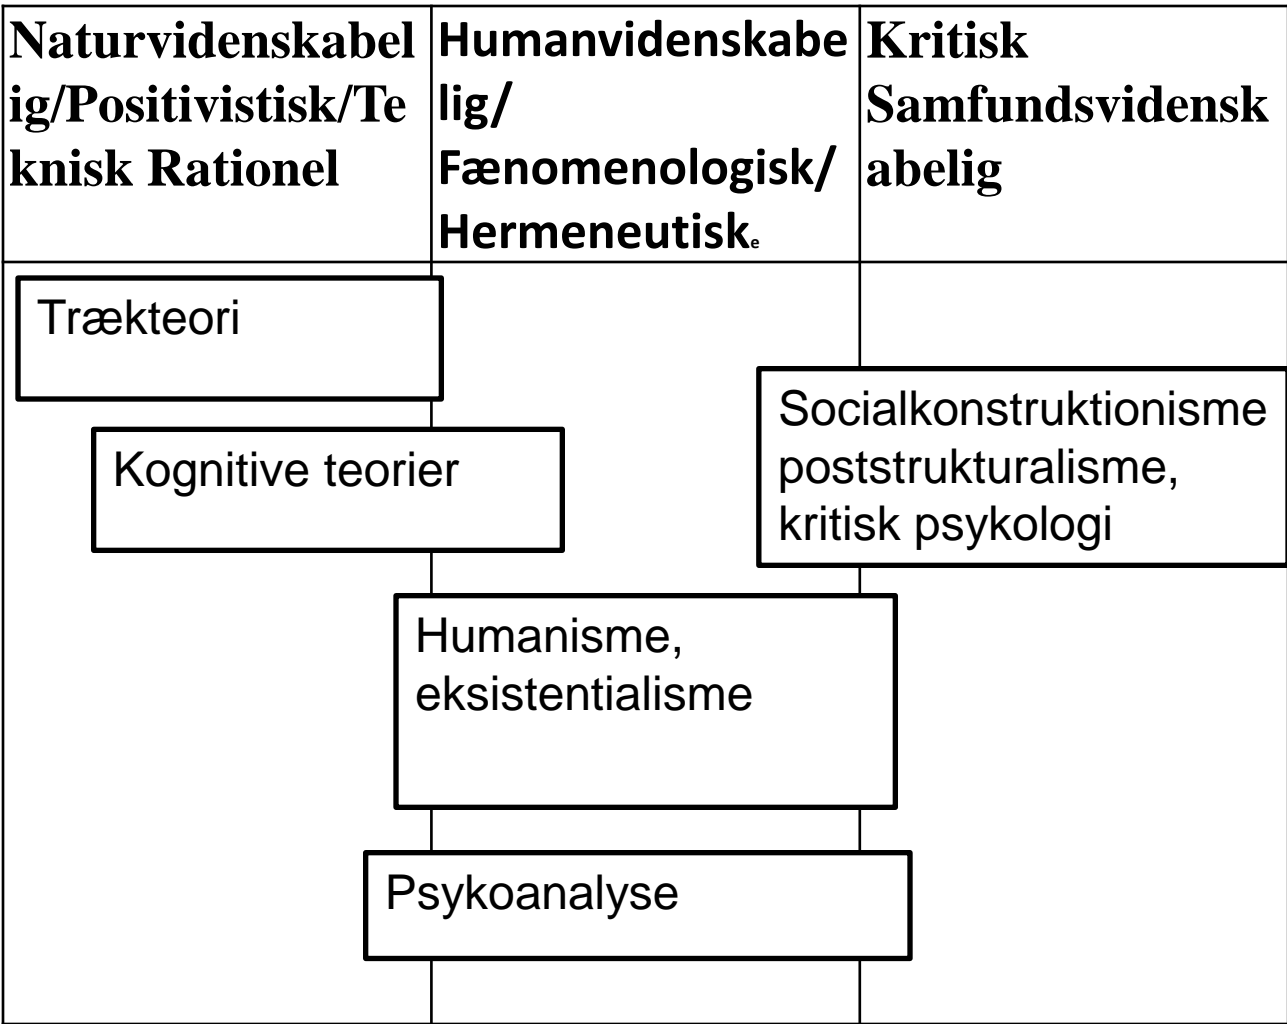 Naturvidenskabel
ig/Positivistisk/Te
knisk Rationel
Humanvidenskabe
lig/
Fænomenologisk/
Hermeneutiske
Kritisk
Samfundsvidensk
abelig
Trækteori
Kognitive teorier
Socialkonstruktionisme
poststrukturalisme,
kritisk psykologi
Humanisme,
eksistentialisme
Psykoanalyse